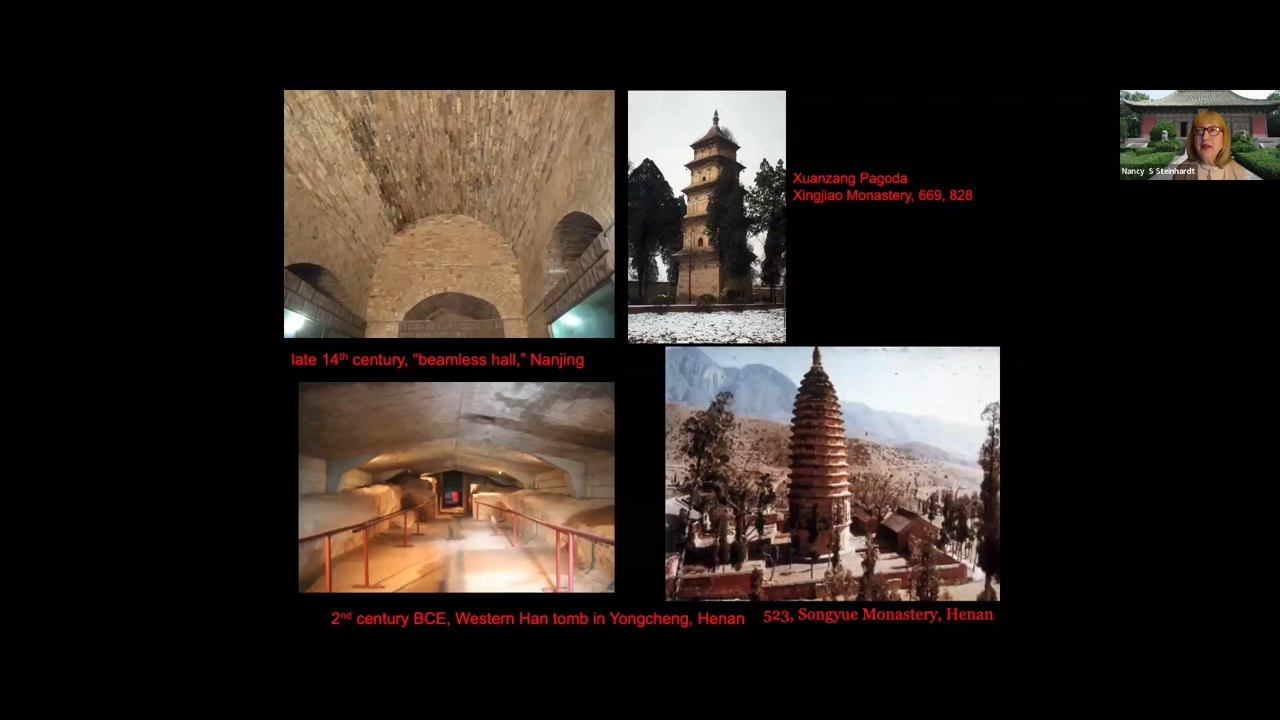 Xuanzang Pagoda
Xingjiao Monastery, 669, 828
Nancy S Steinhardt
late 14th century, “beamless hall,” Nanjing
2nd century BCE, Western Han tomb in Yongcheng, Henan
523, Songyue Monastery, Henan